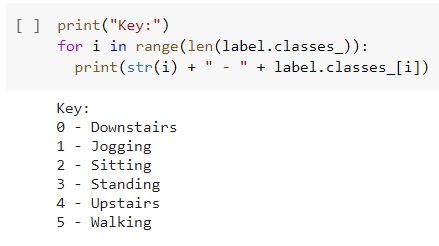 [ ] print("Key:")
for i in range(len(label.classes_)):
  print(str(i) + " - " + label.classes_[i])
Key:
0 - Downstairs
1 - Jogging
2 - Sitting
3 - Standing
4 - Upstairs
5 - Walking